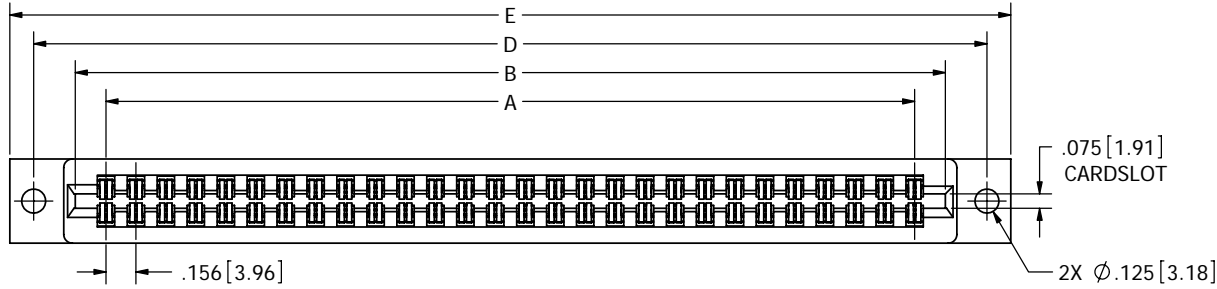 E
D
B
A
.075[1.91]
CARDSLOT
.156[3.96]
2X Ø.125[3.18]